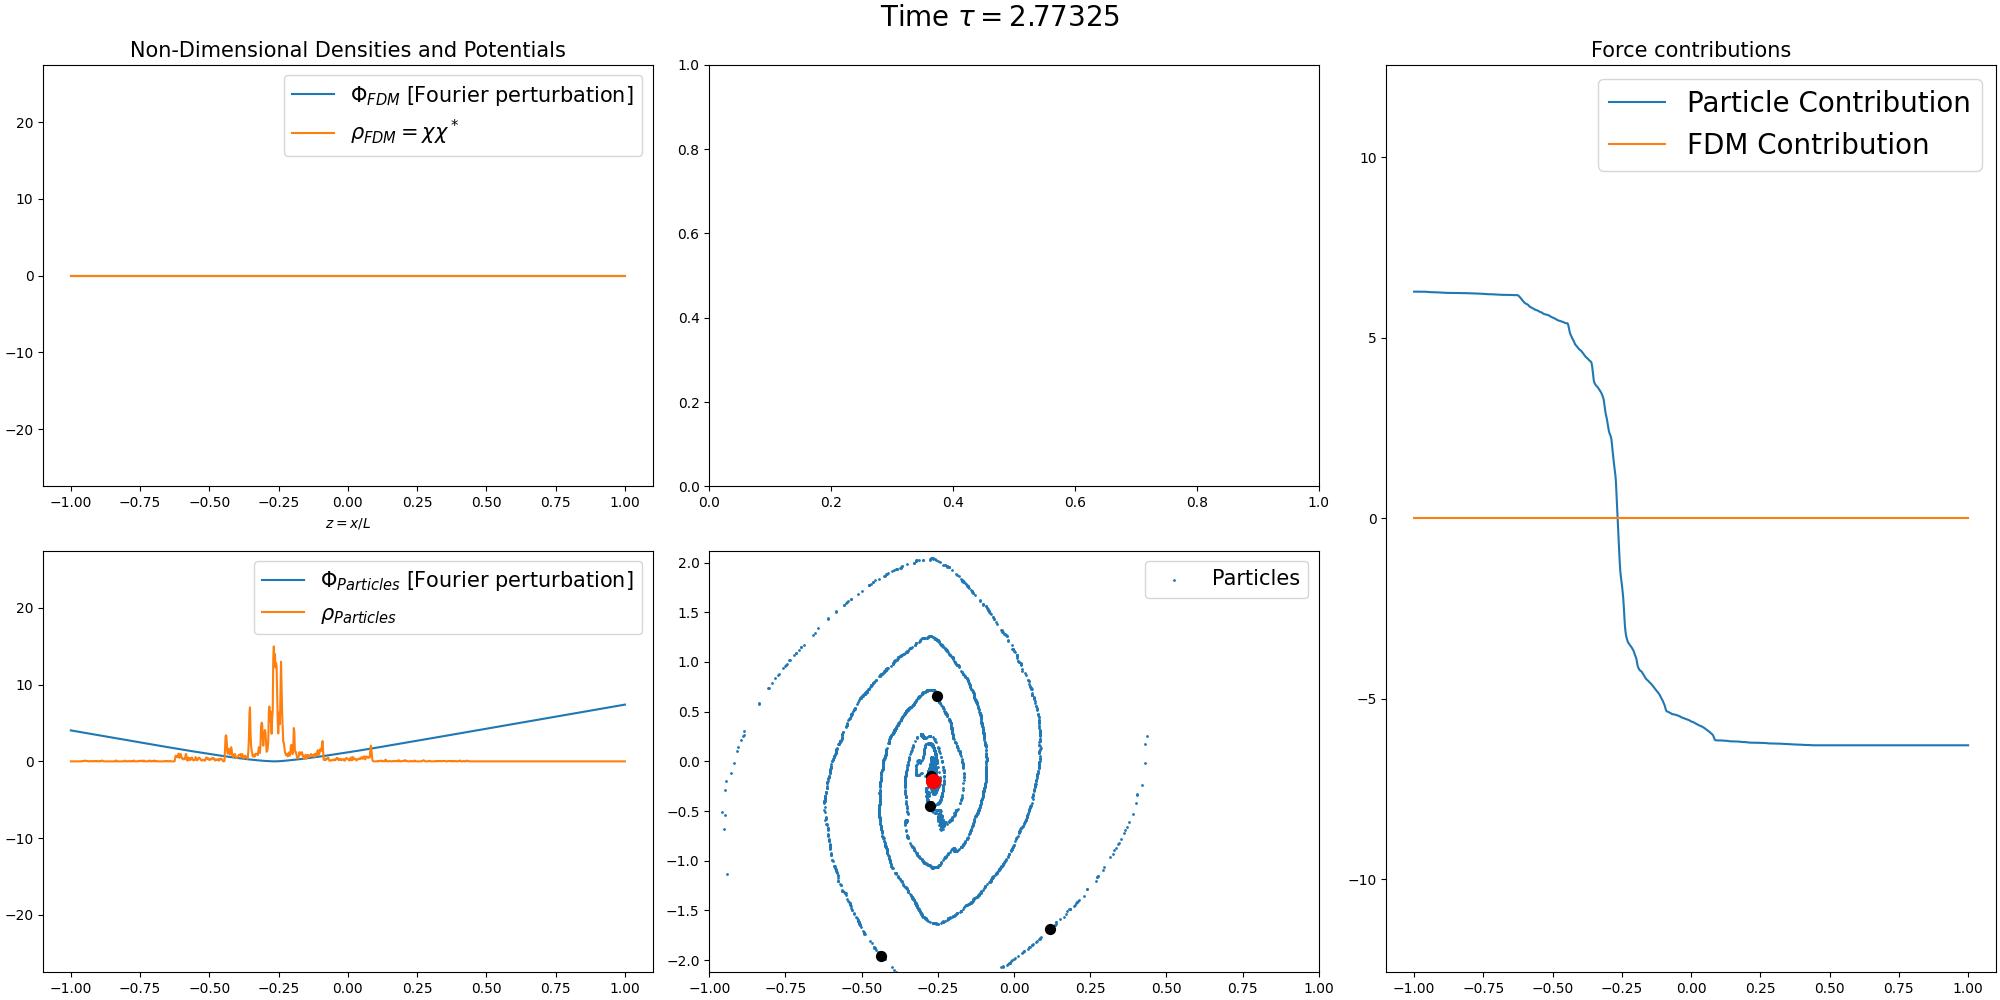 Time τ = 2.77325
Non-Dimensional Densities and Potentials
Φ_FDM [Fourier perturbation]
ρ_FDM = χχ*
20
10
0
−10
−20
−1.00 −0.75 −0.50 −0.25 0.00 0.25 0.50 0.75 1.00
z = x/L
1.0
0.8
0.6
0.4
0.2
0.0
0.0 0.2 0.4 0.6 0.8 1.0
Force contributions
Particle Contribution
FDM Contribution
10
5
0
−5
−10
−1.00 −0.75 −0.50 −0.25 0.00 0.25 0.50 0.75 1.00
Φ_Particles [Fourier perturbation]
ρ_Particles
20
10
0
−10
−20
−1.00 −0.75 −0.50 −0.25 0.00 0.25 0.50 0.75 1.00
Particles
2.0
1.5
1.0
0.5
0.0
−0.5
−1.0
−1.5
−2.0
−1.00 −0.75 −0.50 −0.25 0.00 0.25 0.50 0.75 1.00